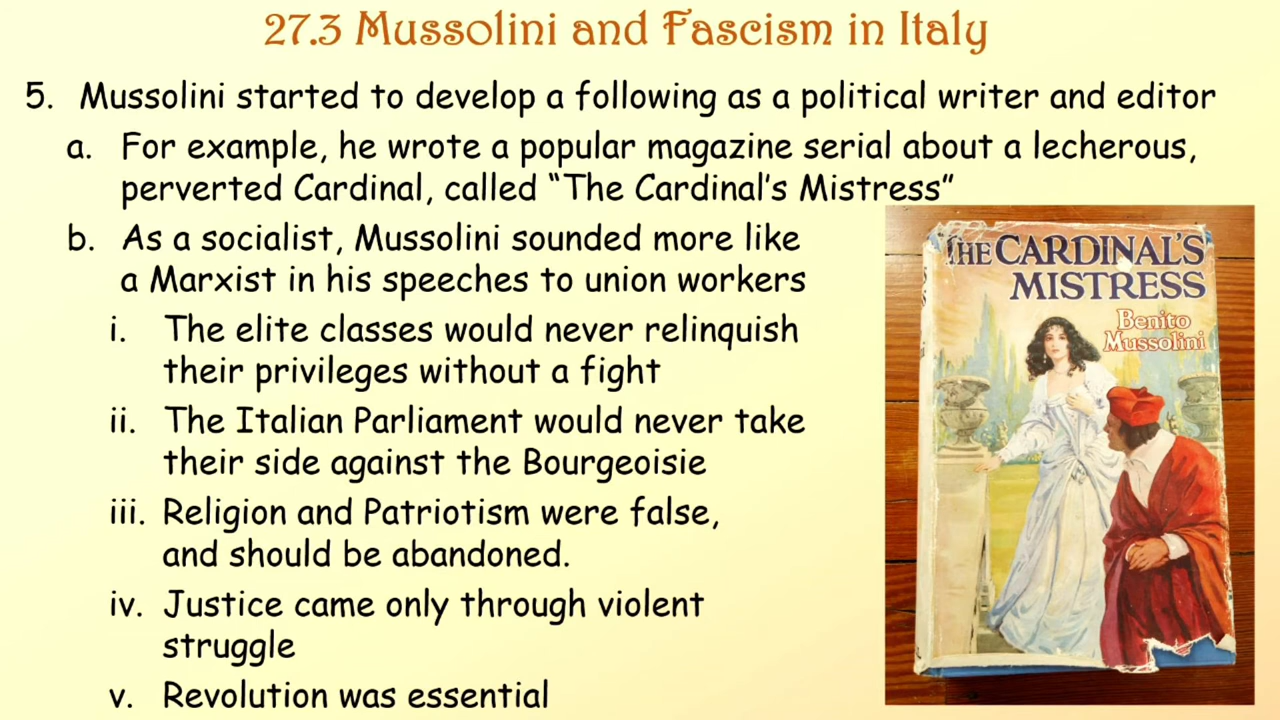 27.3 Mussolini and Fascism in Italy
5. Mussolini started to develop a following as a political writer and editor
a. For example, he wrote a popular magazine serial about a lecherous,
perverted Cardinal, called “The Cardinal’s Mistress”
b. As a socialist, Mussolini sounded more like
a Marxist in his speeches to union workers
i. The elite classes would never relinquish
their privileges without a fight
ii. The Italian Parliament would never take
their side against the Bourgeoisie
iii. Religion and Patriotism were false,
and should be abandoned.
iv. Justice came only through violent
struggle
v. Revolution was essential
THE CARDINAL'S
MISTRESS
Benito
Mussolini